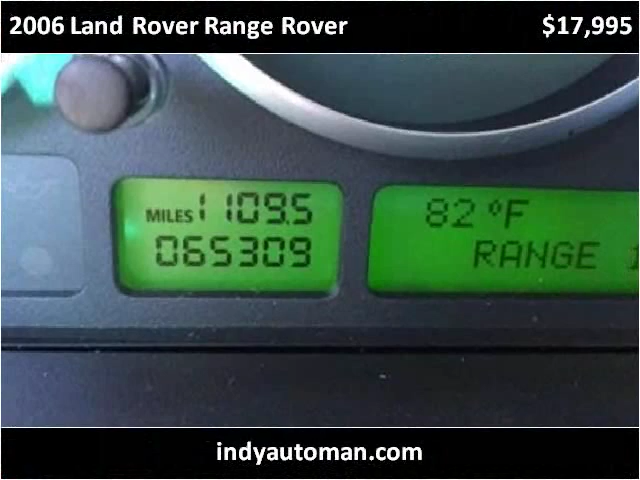 2006 Land Rover Range Rover $17,995
MILES 1109.5 82 °F
065309 RANGE
indyautoman.com